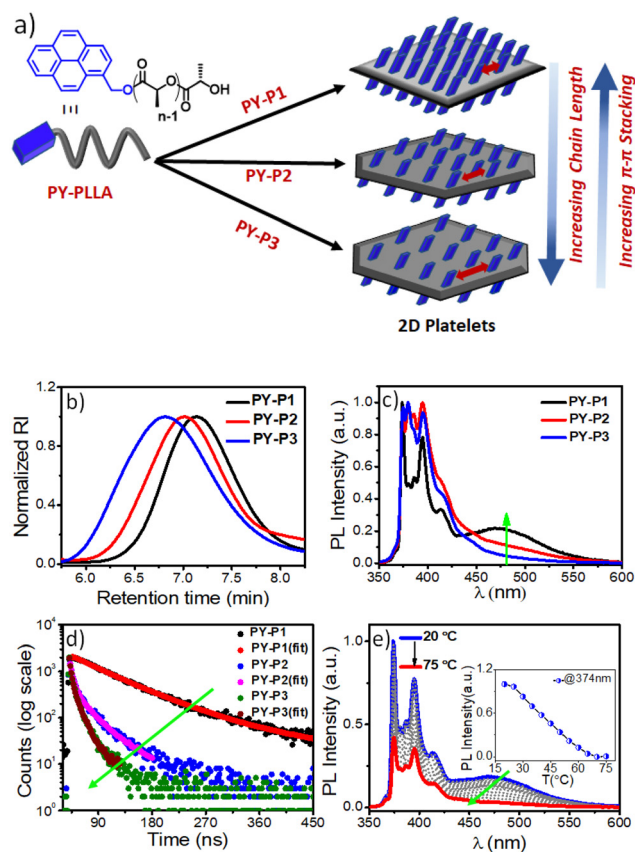 a)
O
O
O
O
OH
n-1
PY-PLLA
PY-P1
PY-P2
PY-P3
Increasing Chain Length
Increasing π-π Stacking
2D Platelets
b)
Normalized RI
1.2
1.0
0.8
0.4
0.0
6.0 6.5 7.0 7.5 8.0
Retention time (min)
PY-P1
PY-P2
PY-P3
c)
PL Intensity (a.u.)
1.0
0.8
0.6
0.4
0.2
0.0
350 400 450 500 550 600
λ (nm)
PY-P1
PY-P2
PY-P3
d)
Counts (log scale)
10⁴
10³
10²
10¹
10⁰
90 180 270 360 450
Time (ns)
PY-P1
PY-P1(fit)
PY-P2
PY-P2(fit)
PY-P3
PY-P3(fit)
e)
PL Intensity (a.u.)
1.0
0.5
0.0
350 400 450 500 550 600
λ (nm)
20 °C
75 °C
@374nm
PL Intensity(a.u.)
1.2
0.6
0.0
15 30 45 60 75
T(°C)